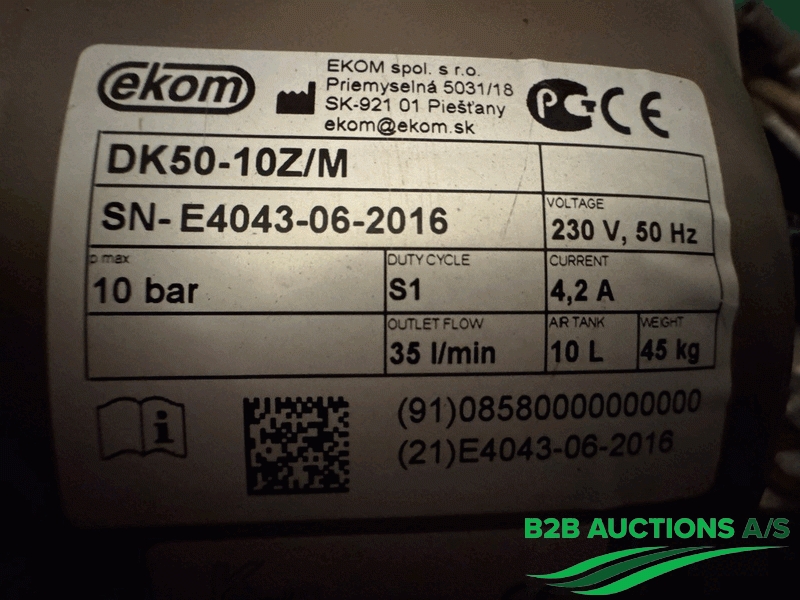 ekom
EKOM spol. s r.o.
Priemyselná 5031/18
SK-921 01 Piešťany
ekom@ekom.sk
PCT CE
DK50-10Z/M
SN- E4043-06-2016
VOLTAGE
230 V, 50 Hz
p max
10 bar
DUTY CYCLE
S1
CURRENT
4,2 A
OUTLET FLOW
35 l/min
AIR TANK
10 L
WEIGHT
45 kg
i
(91)08580000000000
(21)E4043-06-2016
B2B AUCTIONS A/S